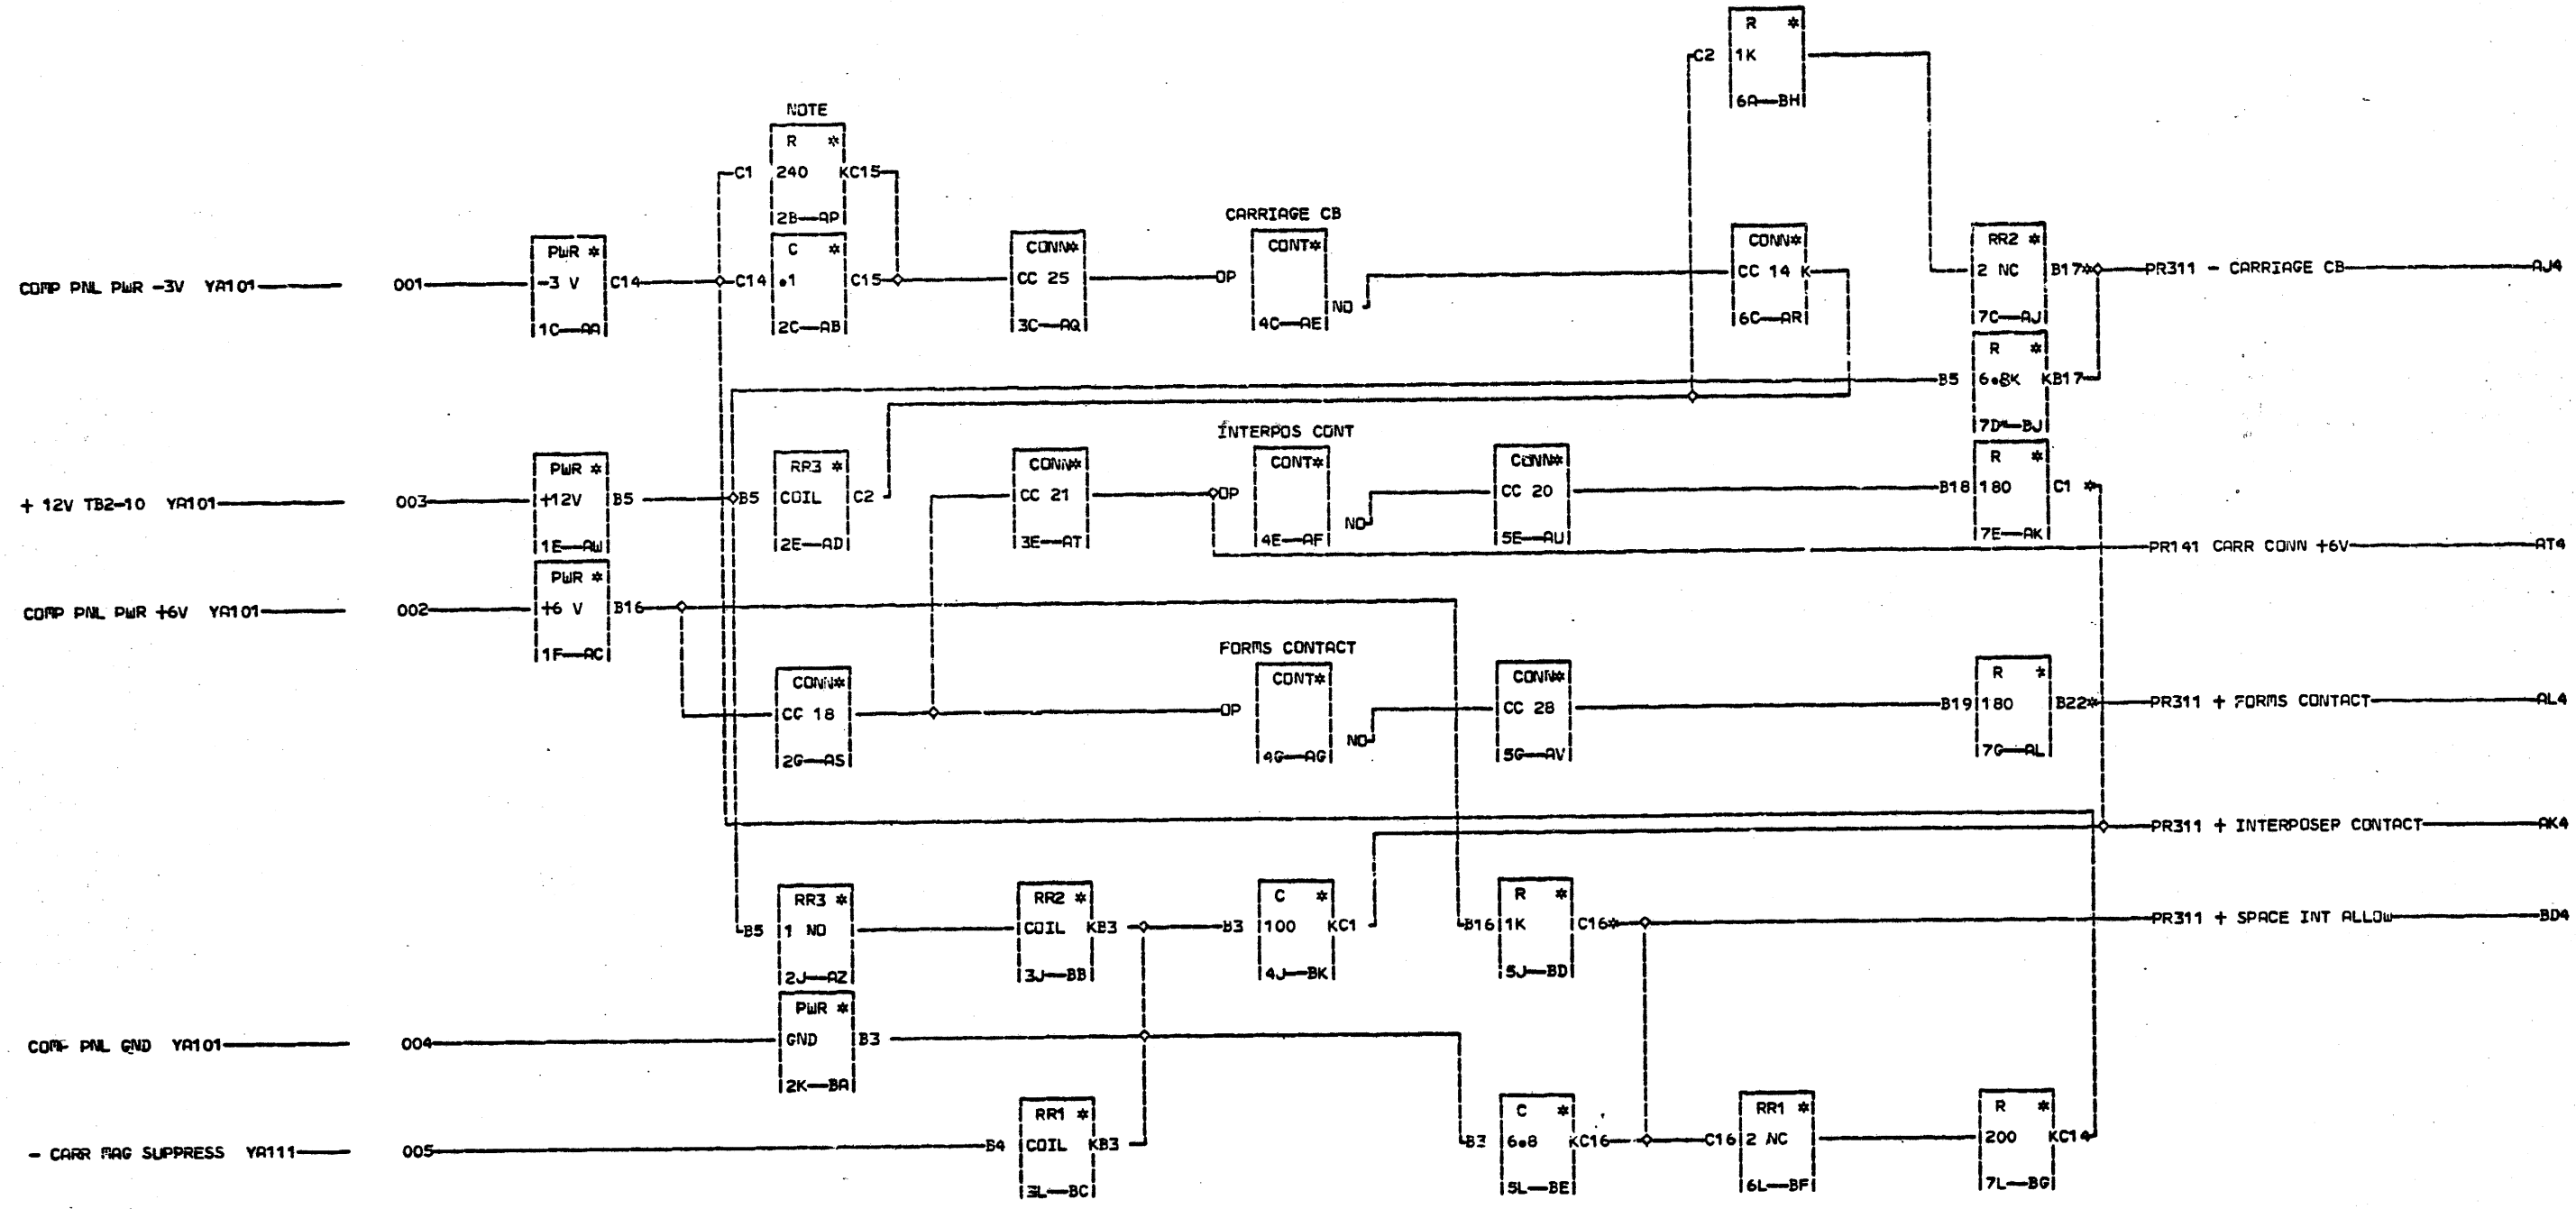 R *
C2 1K
6A—BH
NOTE
R *
C1 240 KC15
2B—AP
CARRIAGE CB
PWR * C * CONN* CONT* CONN* RR2 *
COMP PNL PWR -3V YA101 001 -3 V C14 C14 .1 C15 CC 25 OP NO CC 14 K 2 NC B17* PR311 - CARRIAGE CB AJ4
1C—AA 2C—AB 3C—AQ 4C—AE 6C—AR 7C—AJ
R *
B5 6.8K KB17
7D—BJ
INTERPOS CONT
PWR * RR3 * CONN* CONT* CONN* R *
+ 12V TB2-10 YA101 003 +12V B5 B5 COIL C2 CC 21 OP NO CC 20 B18 180 C1 *
1E—AW 2E—AD 3E—AT 4E—AF 5E—AU 7E—AK
PR141 CARR CONN +6V AT4
PWR *
COMP PNL PWR +6V YA101 002 +6 V B16
1F—AC
FORMS CONTACT
CONN* CONT* CONN* R *
CC 18 OP NO CC 28 B19 180 B22* PR311 + FORMS CONTACT AL4
2G—AS 4G—AG 5G—AV 7G—AL
PR311 + INTERPOSER CONTACT AK4
RR3 * RR2 * C * R *
B5 1 NO COIL KB3 B3 100 KC1 B16 1K C16* PR311 + SPACE INT ALLOW BD4
2J—AZ 3J—BB 4J—BK 5J—BD
PWR *
COMP PNL GND YA101 004 GND B3
2K—BA
RR1 * C * RR1 * R *
- CARR MAG SUPPRESS YA111 005 B4 COIL KB3 B3 6.8 KC16 C16 2 NC 200 KC14
3L—BC 5L—BE 6L—BF 7L—BG